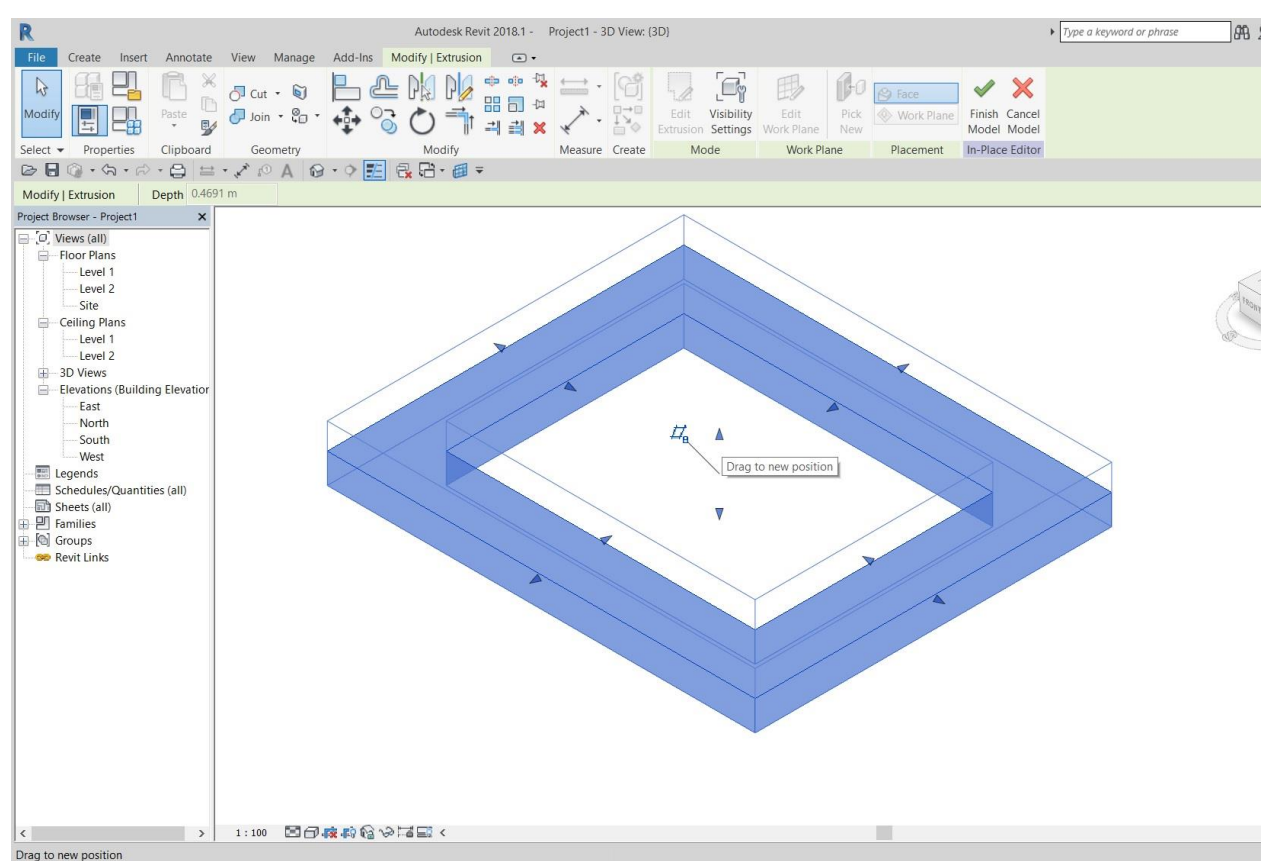 Autodesk Revit 2018.1 - Project1 - 3D View: {3D}
Type a keyword or phrase
File Create Insert Annotate View Manage Add-Ins Modify | Extrusion
Modify
Paste
Cut
Join
Edit Extrusion
Visibility Settings
Edit Work Plane
Pick New
Face
Work Plane
Finish Model
Cancel Model
Select Properties Clipboard Geometry Modify Measure Create Mode Work Plane Placement In-Place Editor
Modify | Extrusion Depth 0.4691 m
Project Browser - Project1
Views (all)
Floor Plans
Level 1
Level 2
Site
Ceiling Plans
Level 1
Level 2
3D Views
Elevations (Building Elevation
East
North
South
West
Legends
Schedules/Quantities (all)
Sheets (all)
Families
Groups
Revit Links
FRONT
Drag to new position
1 : 100
Drag to new position